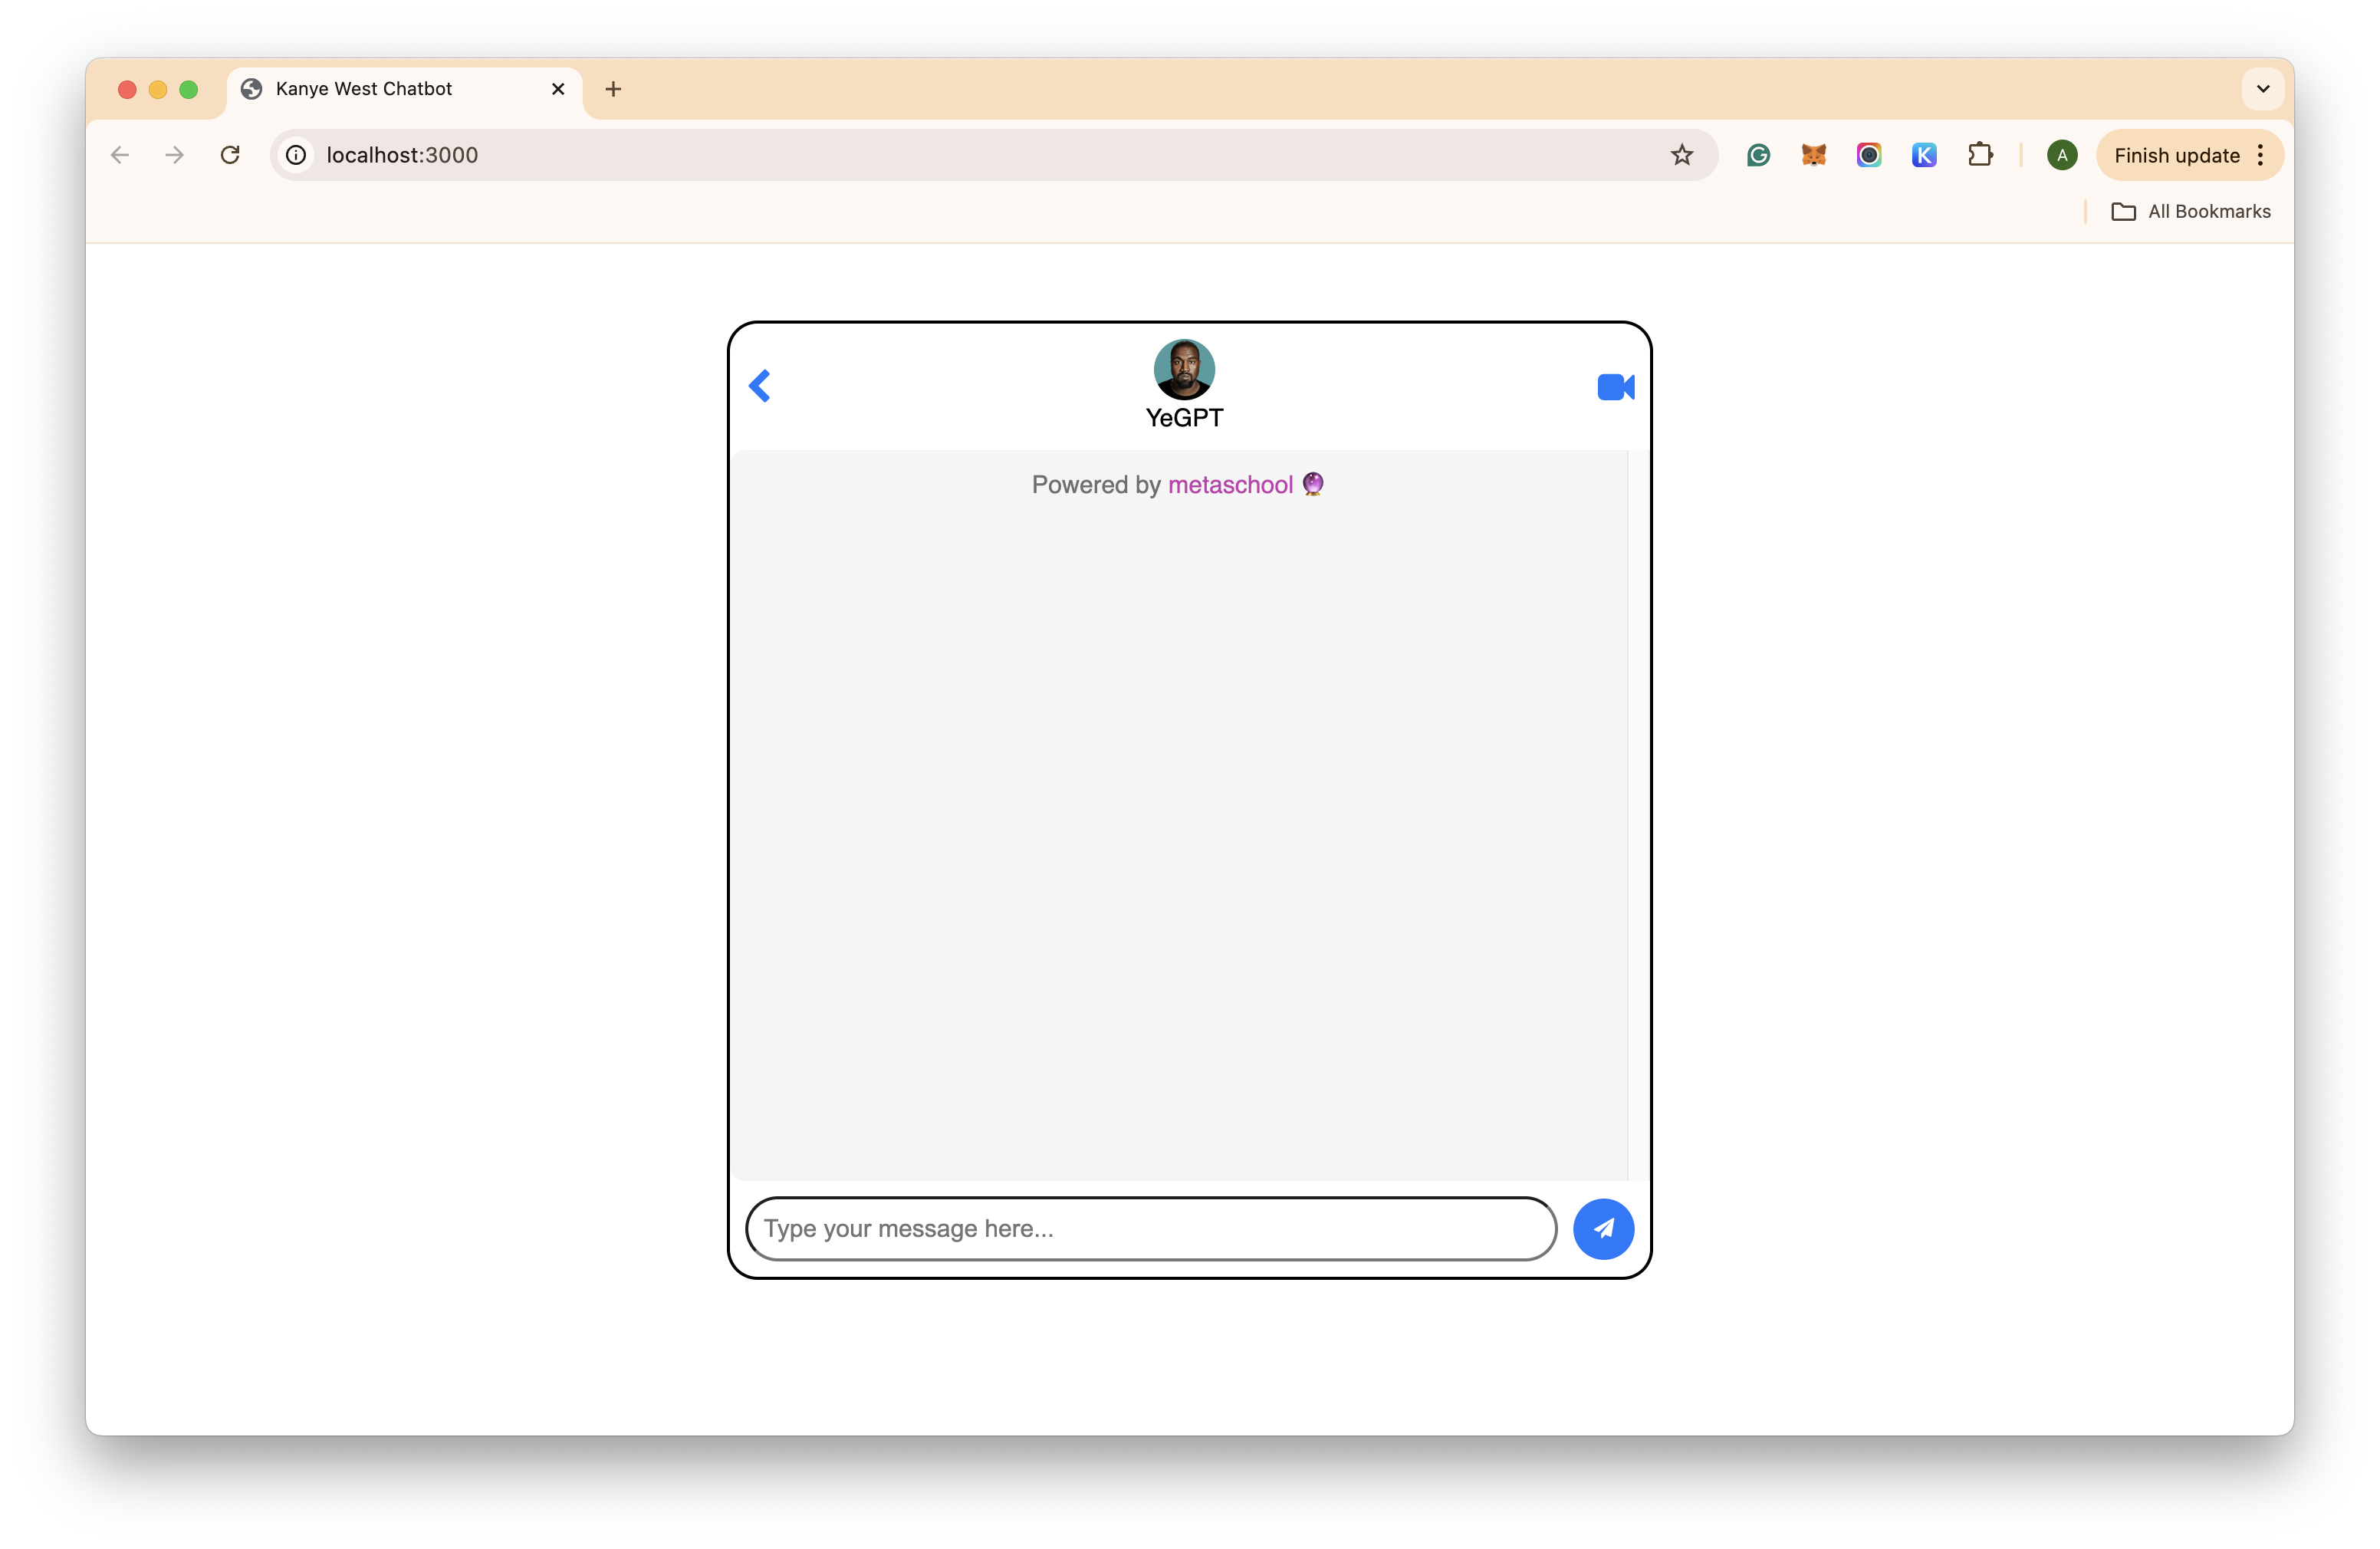 Kanye West Chatbot
localhost:3000
A
Finish update
All Bookmarks
YeGPT
Powered by metaschool 🔮
Type your message here...